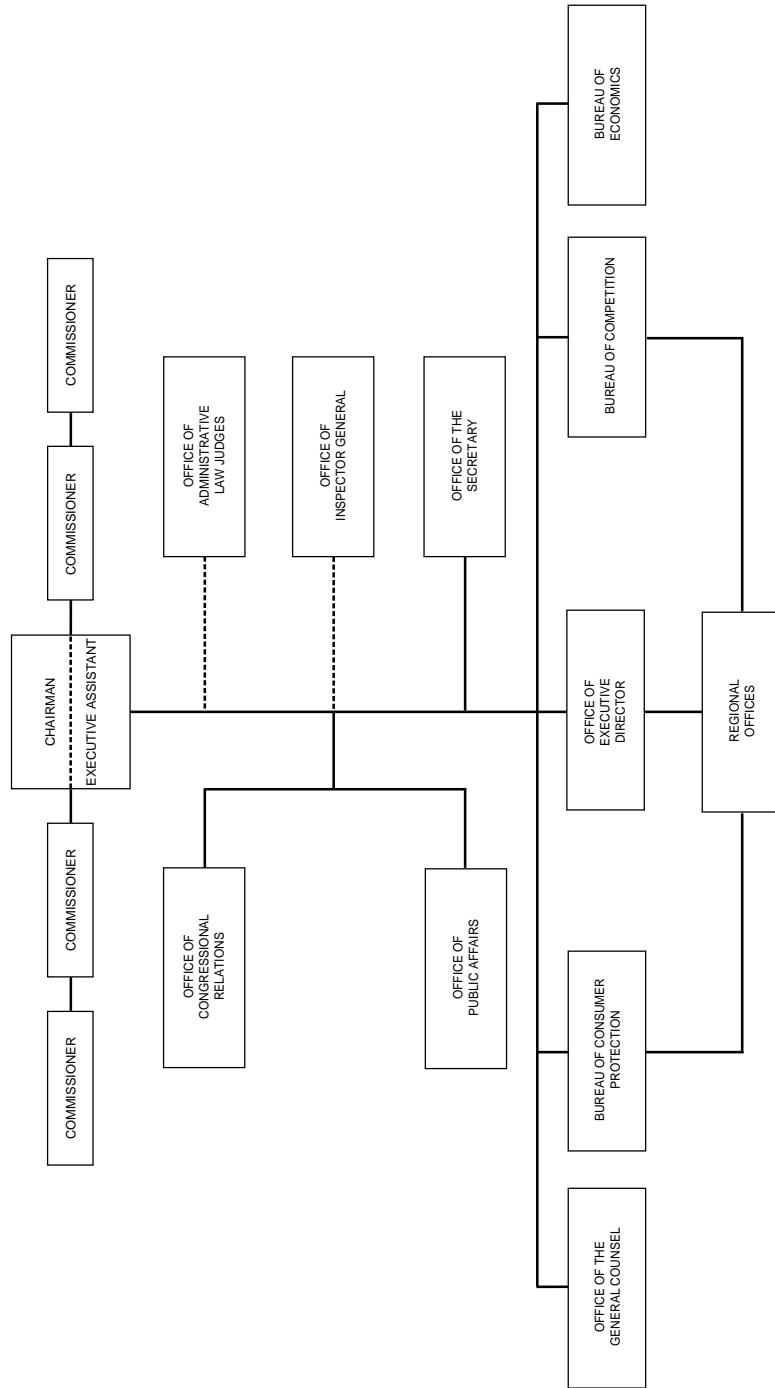 COMMISSIONER
COMMISSIONER
CHAIRMAN
EXECUTIVE ASSISTANT
COMMISSIONER
COMMISSIONER
OFFICE OF
CONGRESSIONAL
RELATIONS
OFFICE OF
ADMINISTRATIVE
LAW JUDGES
OFFICE OF
INSPECTOR GENERAL
OFFICE OF
PUBLIC AFFAIRS
OFFICE OF THE
SECRETARY
OFFICE OF THE
GENERAL COUNSEL
BUREAU OF CONSUMER
PROTECTION
OFFICE OF
EXECUTIVE
DIRECTOR
BUREAU OF COMPETITION
BUREAU OF
ECONOMICS
REGIONAL
OFFICES